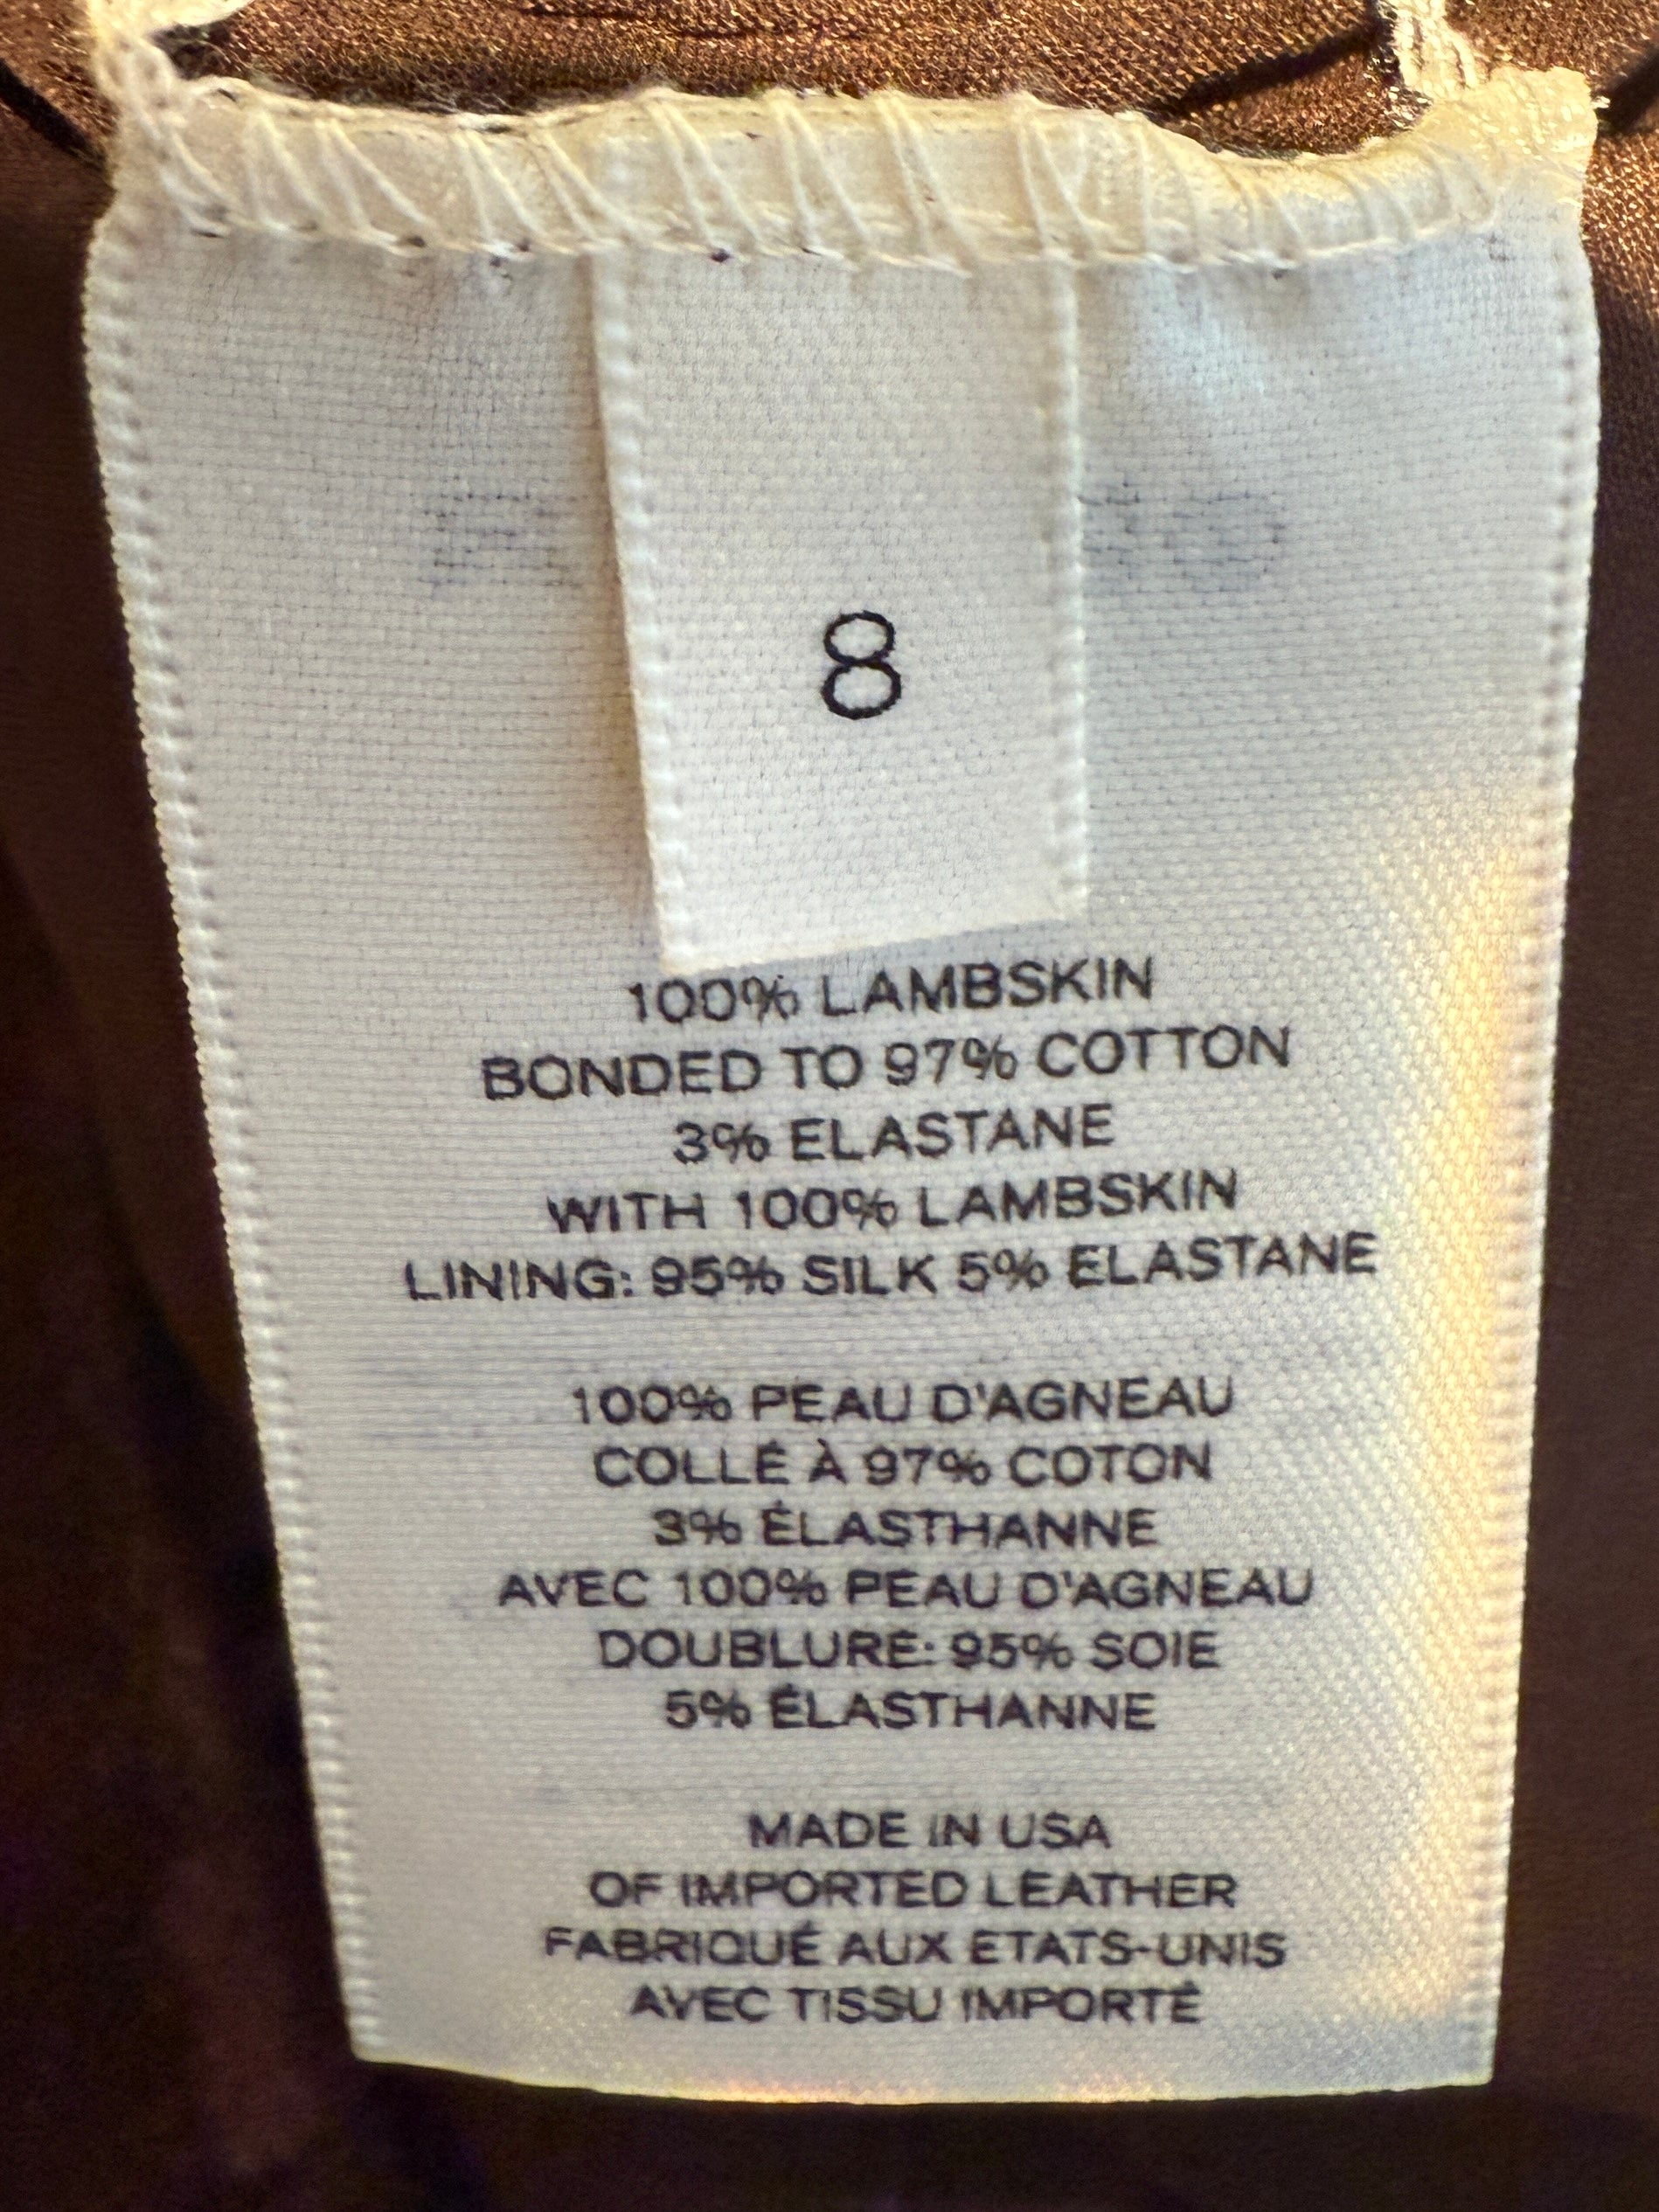 8
100% LAMBSKIN
BONDED TO 97% COTTON
3% ELASTANE
WITH 100% LAMBSKIN
LINING: 95% SILK 5% ELASTANE
100% PEAU D'AGNEAU
COLLÉ À 97% COTON
3% ÉLASTHANNE
AVEC 100% PEAU D'AGNEAU
DOUBLURE: 95% SOIE
5% ÉLASTHANNE
MADE IN USA
OF IMPORTED LEATHER
FABRIQUÉ AUX ETATS-UNIS
AVEC TISSU IMPORTÉ